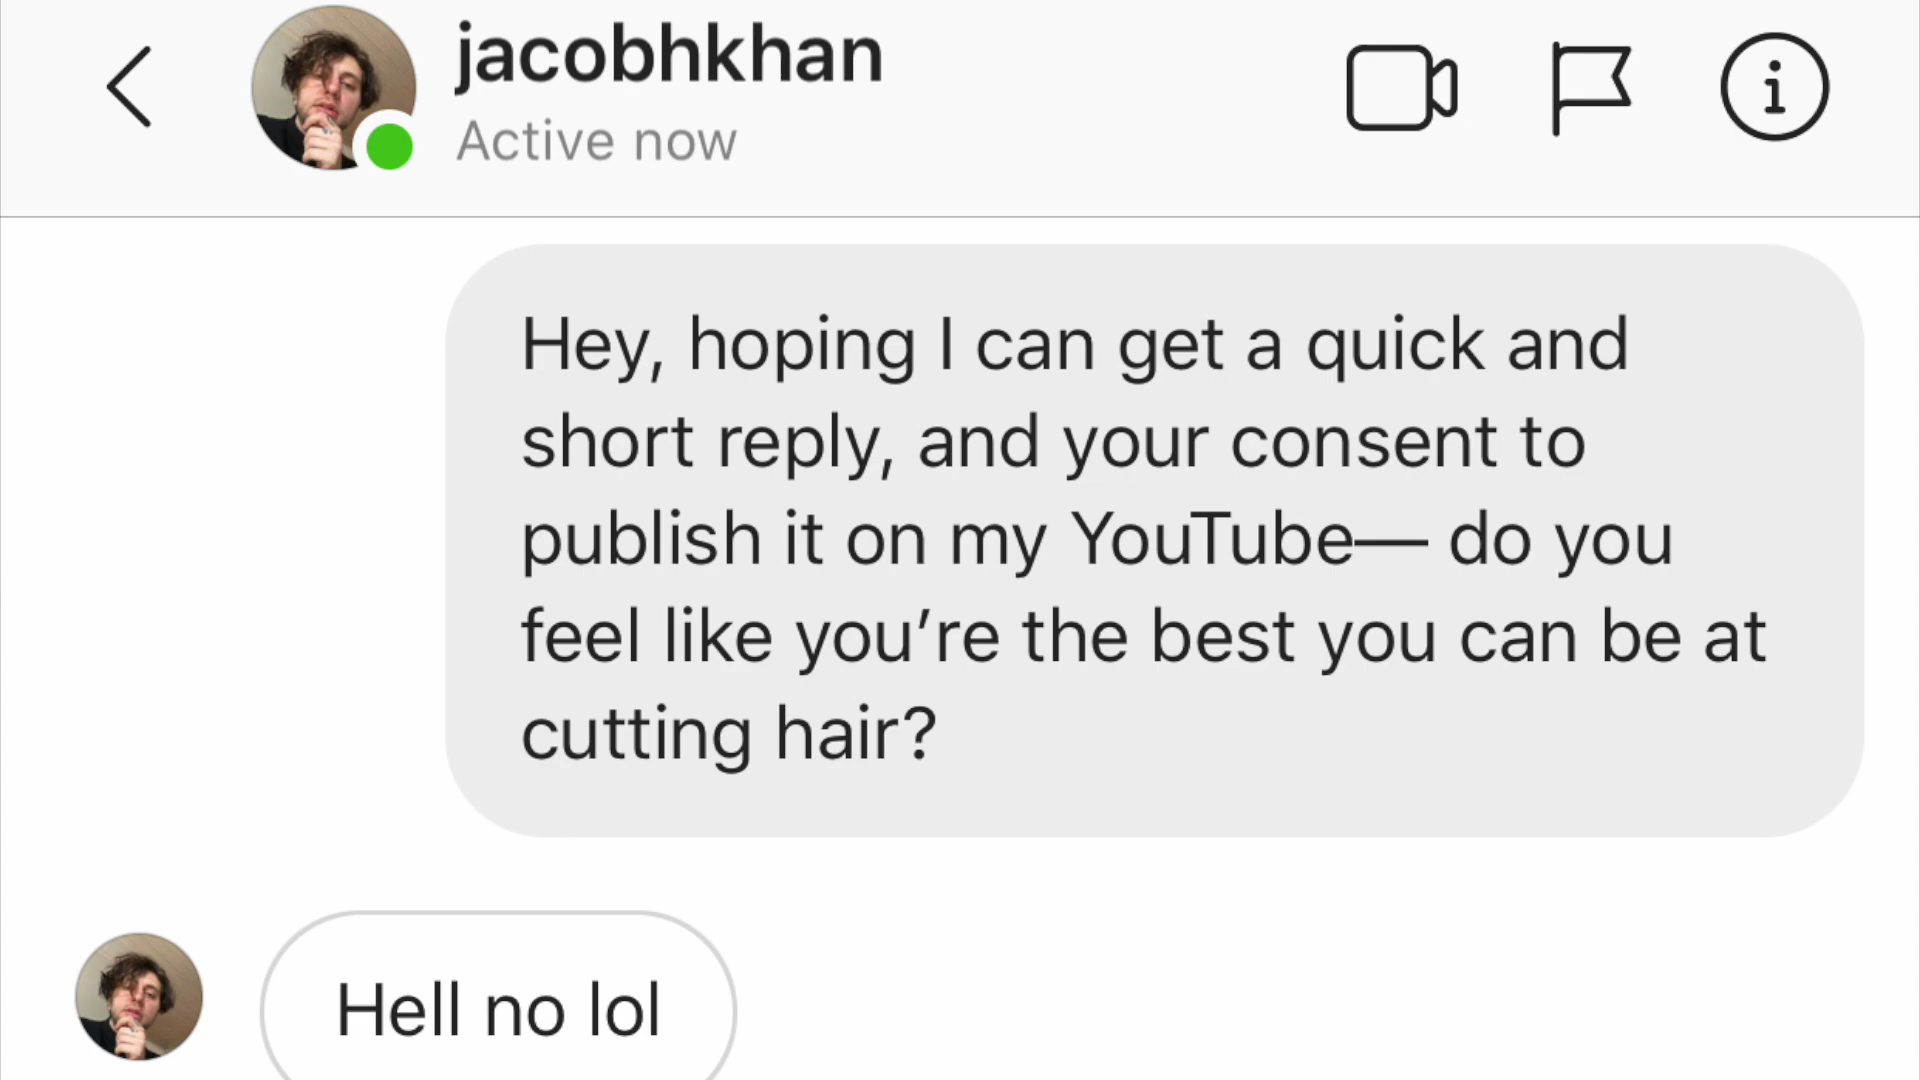 jacobhkhan
Active now
Hey, hoping I can get a quick and
short reply, and your consent to
publish it on my YouTube— do you
feel like you’re the best you can be at
cutting hair?
Hell no lol